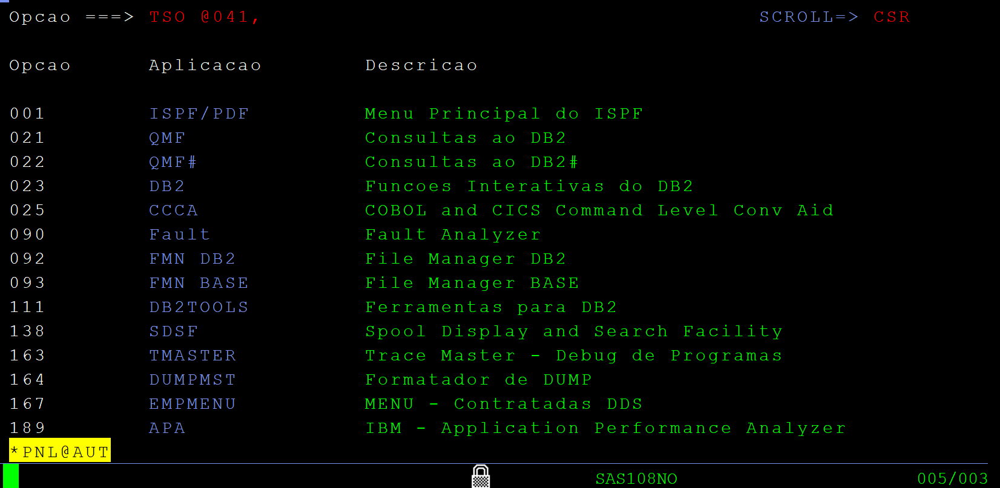 Opcao ===> TSO @041, SCROLL=> CSR
Opcao Aplicacao Descricao
001 ISPF/PDF Menu Principal do ISPF
021 QMF Consultas ao DB2
022 QMF# Consultas ao DB2#
023 DB2 Funcoes Interativas do DB2
025 CCCA COBOL and CICS Command Level Conv Aid
090 Fault Fault Analyzer
092 FMN DB2 File Manager DB2
093 FMN BASE File Manager BASE
111 DB2TOOLS Ferramentas para DB2
138 SDSF Spool Display and Search Facility
163 TMASTER Trace Master - Debug de Programas
164 DUMPMST Formatador de DUMP
167 EMPMENU MENU - Contratadas DDS
189 APA IBM - Application Performance Analyzer
*PNL@AUT
SAS108NO 005/003